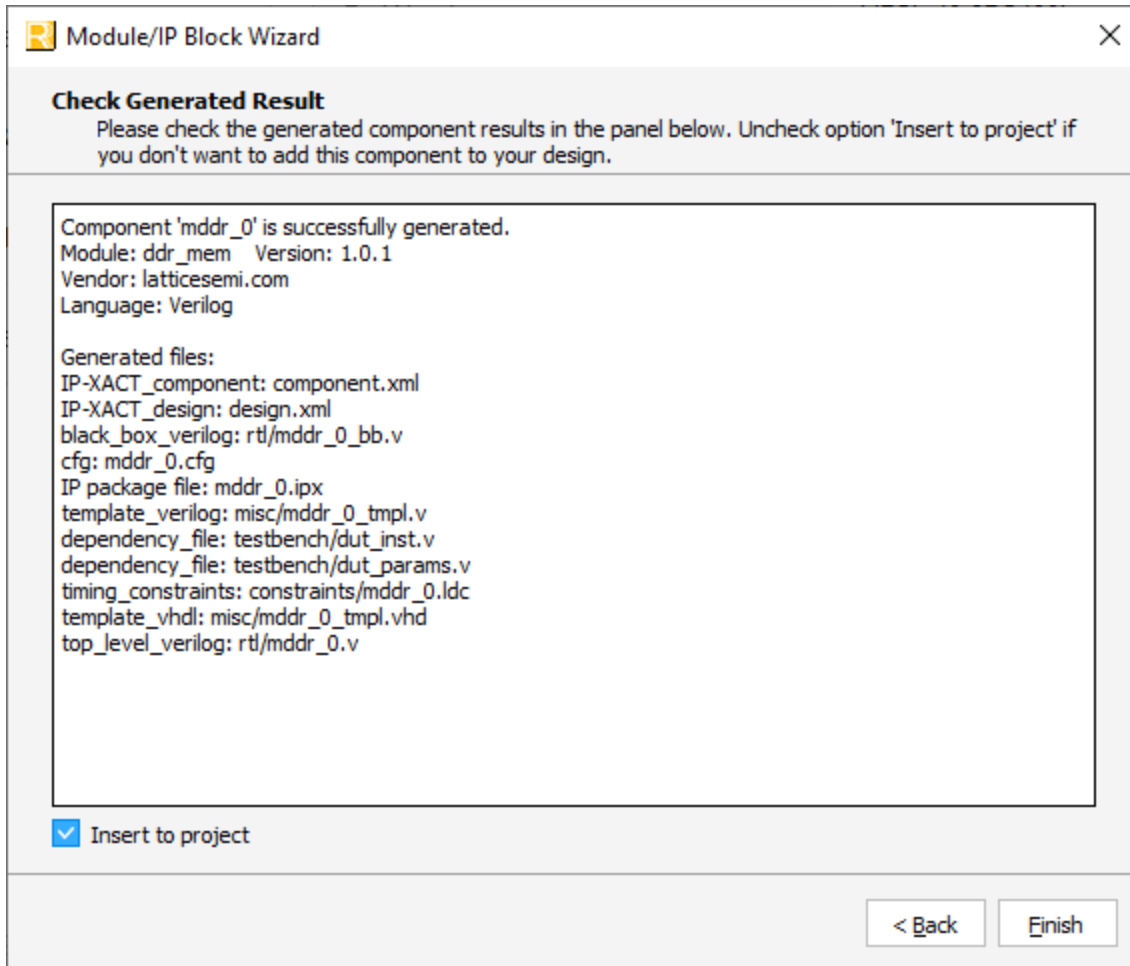 Module/IP Block Wizard
Check Generated Result
Please check the generated component results in the panel below. Uncheck option 'Insert to project' if
you don't want to add this component to your design.
Component 'mddr_0' is successfully generated.
Module: ddr_mem    Version: 1.0.1
Vendor: latticesemi.com
Language: Verilog
Generated files:
IP-XACT_component: component.xml
IP-XACT_design: design.xml
black_box_verilog: rtl/mddr_0_bb.v
cfg: mddr_0.cfg
IP package file: mddr_0.ipx
template_verilog: misc/mddr_0_tmpl.v
dependency_file: testbench/dut_inst.v
dependency_file: testbench/dut_params.v
timing_constraints: constraints/mddr_0.ldc
template_vhdl: misc/mddr_0_tmpl.vhd
top_level_verilog: rtl/mddr_0.v
Insert to project
< Back
Finish